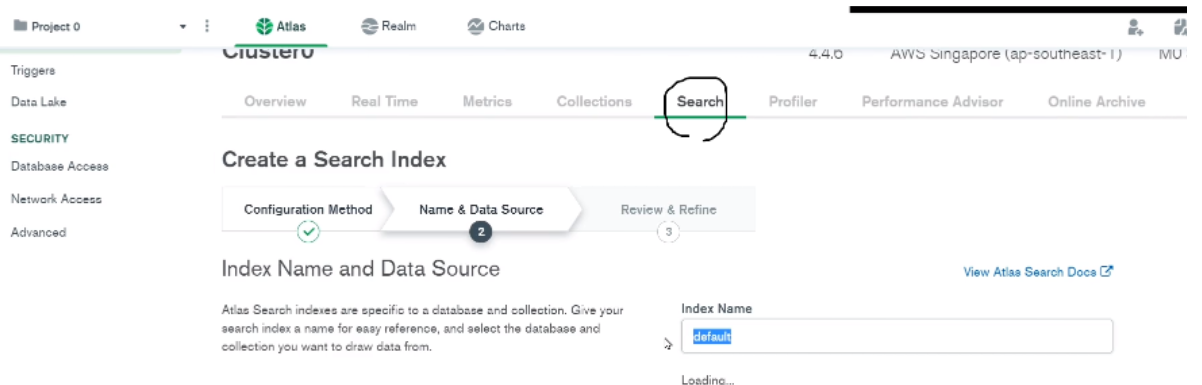 Project 0
Atlas
Realm
Charts
Cluster0
4.4.6
AWS Singapore (ap-southeast-1)
Triggers
Data Lake
SECURITY
Database Access
Network Access
Advanced
Overview
Real Time
Metrics
Collections
Search
Profiler
Performance Advisor
Online Archive
Create a Search Index
Configuration Method
Name & Data Source
2
Review & Refine
3
Index Name and Data Source
View Atlas Search Docs
Atlas Search indexes are specific to a database and collection. Give your
search index a name for easy reference, and select the database and
collection you want to draw data from.
Index Name
default
Loading...